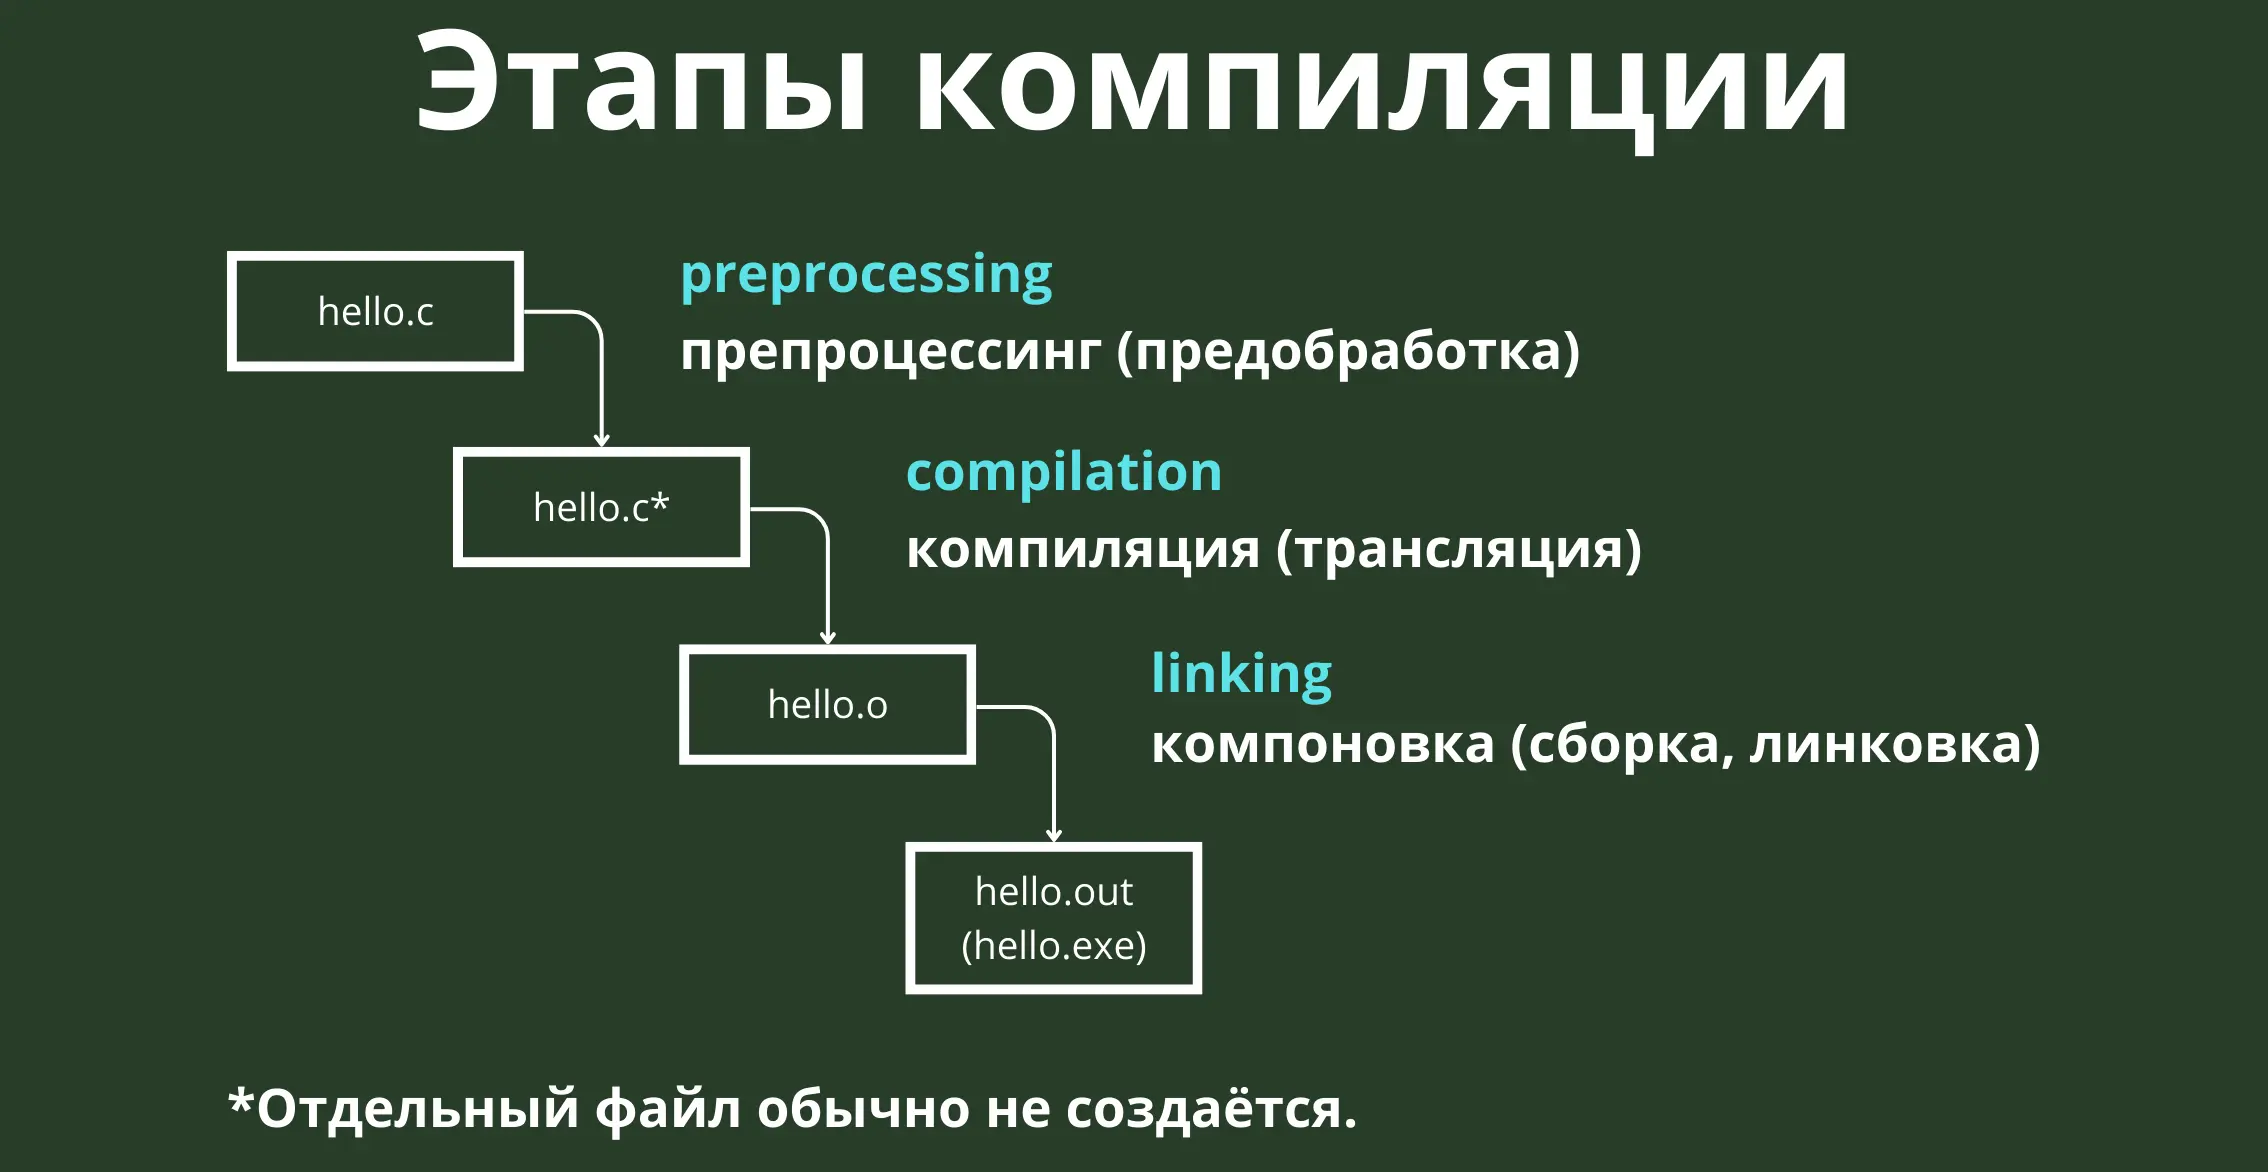 Этапы компиляции
hello.c
preprocessing
препроцессинг (предобработка)
hello.c*
compilation
компиляция (трансляция)
hello.o
linking
компоновка (сборка, линковка)
hello.out
(hello.exe)
*Отдельный файл обычно не создаётся.